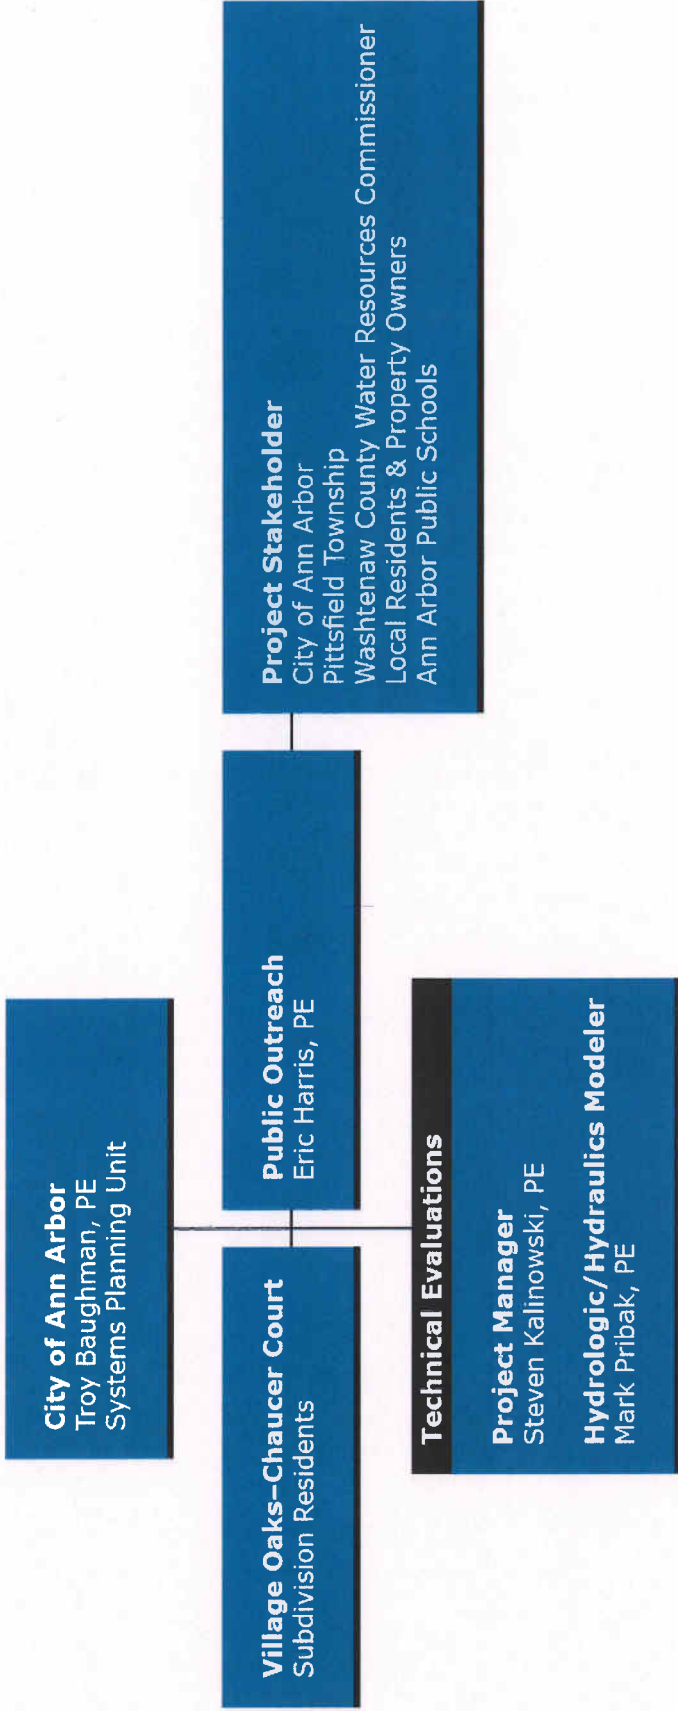 City of Ann Arbor
Troy Baughman, PE
Systems Planning Unit
Village Oaks–Chaucer Court
Subdivision Residents
Public Outreach
Eric Harris, PE
Project Stakeholder
City of Ann Arbor
Pittsfield Township
Washtenaw County Water Resources Commissioner
Local Residents & Property Owners
Ann Arbor Public Schools
Technical Evaluations
Project Manager
Steven Kalinowski, PE
Hydrologic/Hydraulics Modeler
Mark Pribak, PE